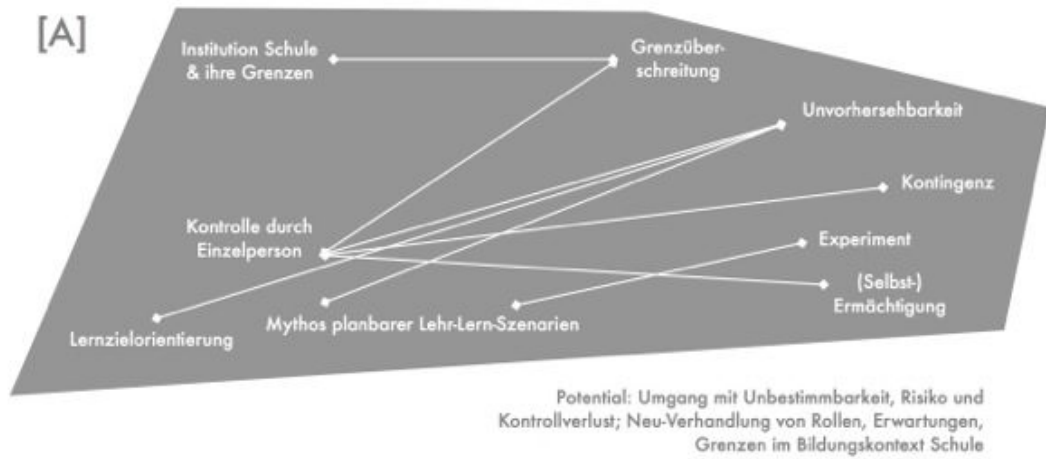 [A]
Institution Schule
& ihre Grenzen
Grenzüber-
schreitung
Unvorhersehbarkeit
Kontingenz
Kontrolle durch
Einzelperson
Experiment
(Selbst-)
Ermächtigung
Lernzielorientierung
Mythos planbarer Lehr-Lern-Szenarien
Potential: Umgang mit Unbestimmbarkeit, Risiko und
Kontrollverlust; Neu-Verhandlung von Rollen, Erwartungen,
Grenzen im Bildungskontext Schule